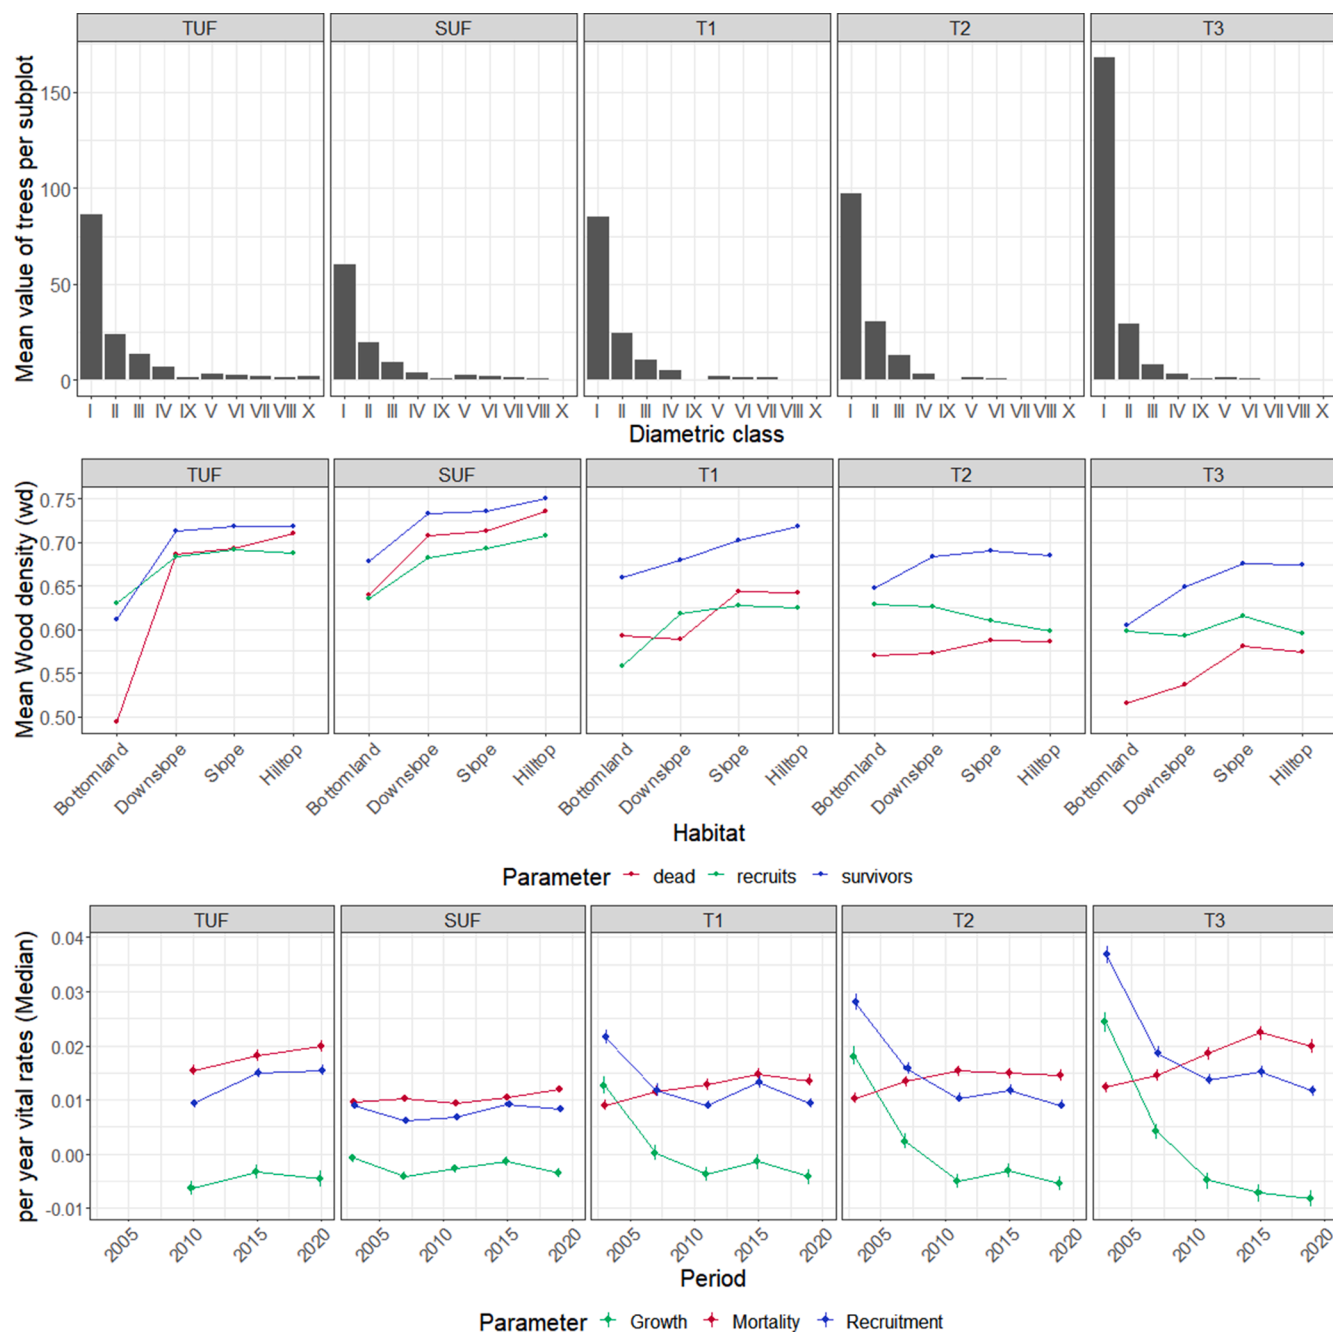 TUF SUF T1 T2 T3
Mean value of trees per subplot
150
100
50
0
I II III IV IX V VI VII VIII X I II III IV IX V VI VII VIII X I II III IV IX V VI VII VIII X I II III IV IX V VI VII VIII X I II III IV IX V VI VII VIII X
Diametric class
TUF SUF T1 T2 T3
Mean Wood density (wd)
0.75
0.70
0.65
0.60
0.55
0.50
Bottomland Downslope Slope Hilltop Bottomland Downslope Slope Hilltop Bottomland Downslope Slope Hilltop Bottomland Downslope Slope Hilltop Bottomland Downslope Slope Hilltop
Habitat
Parameter dead recruits survivors
TUF SUF T1 T2 T3
per year vital rates (Median)
0.04
0.03
0.02
0.01
0.00
-0.01
2005 2010 2015 2020 2005 2010 2015 2020 2005 2010 2015 2020 2005 2010 2015 2020 2005 2010 2015 2020
Period
Parameter Growth Mortality Recruitment